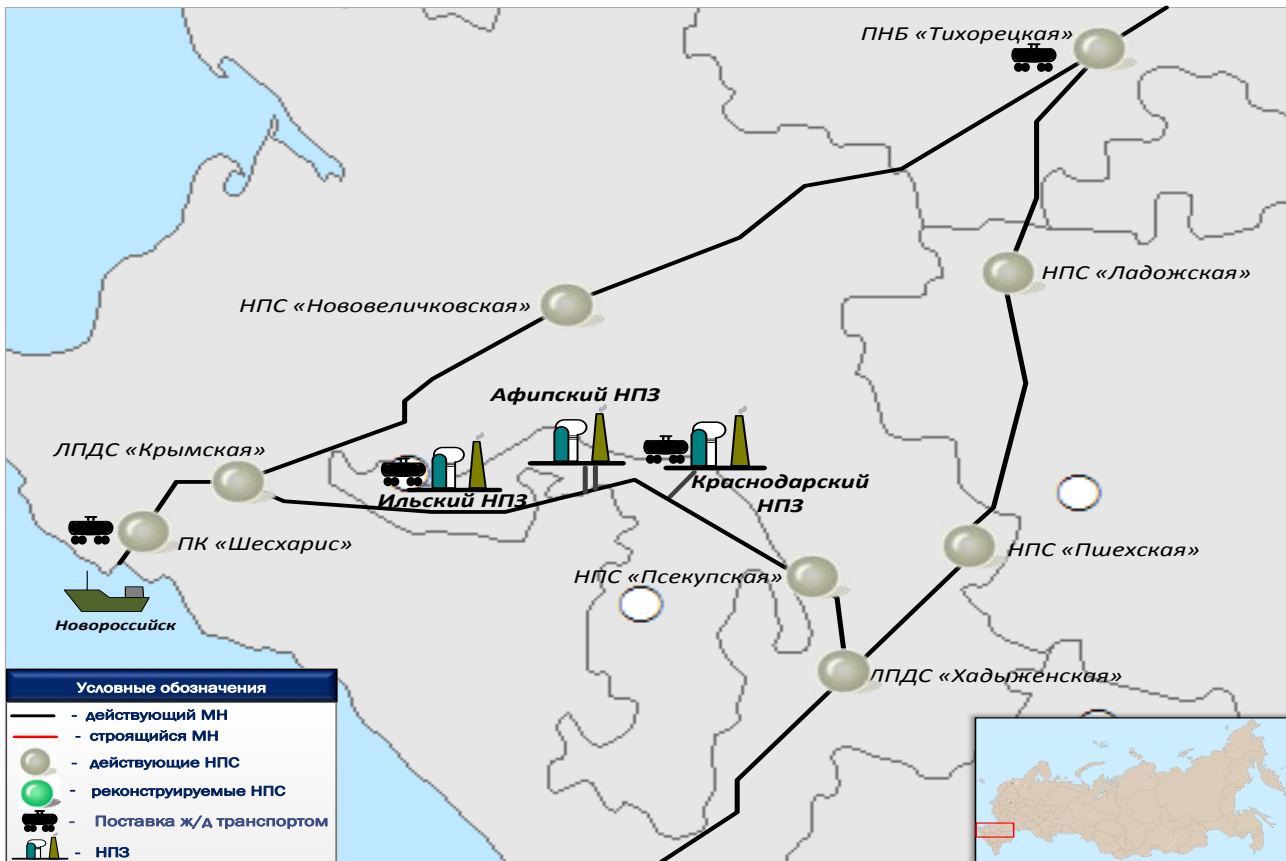 ПНБ «Тихорецкая»
НПС «Ладожская»
НПС «Нововеличковская»
Афипский НПЗ
ЛПДС «Крымская»
Ильский НПЗ
Краснодарский
НПЗ
ПК «Шесхарис»
НПС «Пшехская»
НПС «Псекупская»
Новороссийск
ЛПДС «Хадыженская»
Условные обозначения
- действующий МН
- строящийся МН
- действующие НПС
- реконструируемые НПС
- Поставка ж/д транспортом
- НПЗ